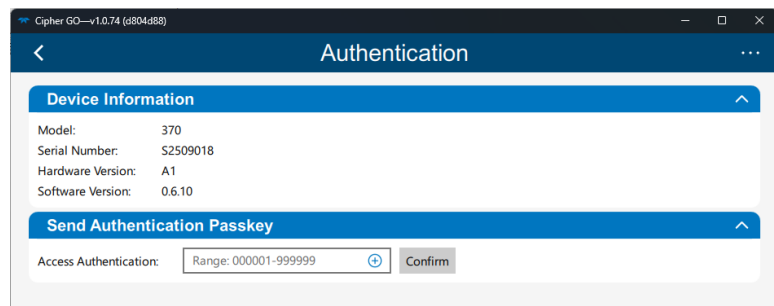 Cipher GO—v1.0.74 (d804d88)
Authentication
Device Information
Model: 370
Serial Number: S2509018
Hardware Version: A1
Software Version: 0.6.10
Send Authentication Passkey
Access Authentication: Range: 000001-999999 Confirm